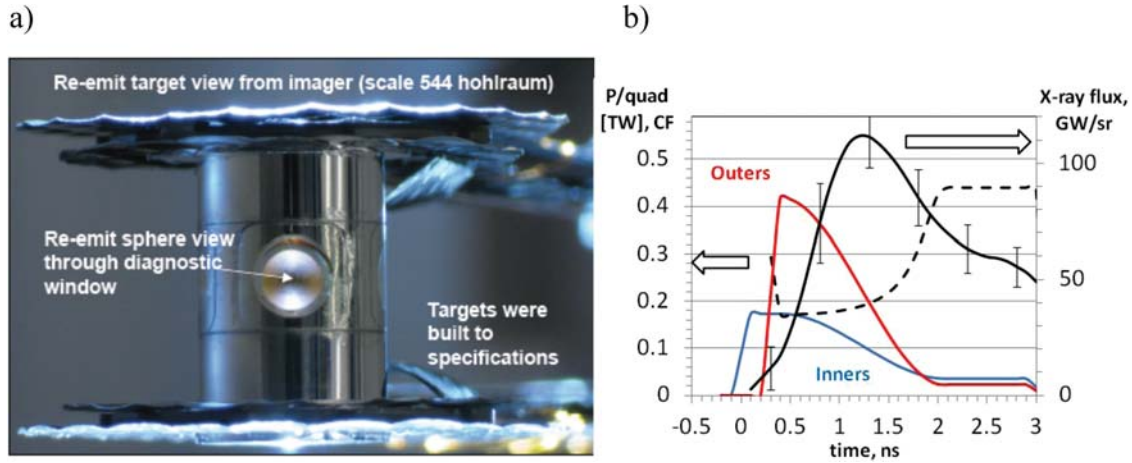 a)
Re-emit target view from imager (scale 544 hohlraum)
Re-emit sphere view
through diagnostic
window
Targets were
built to
specifications
b)
P/quad
[TW], CF
X-ray flux,
GW/sr
0.5
0.4
0.3
0.2
0.1
0
100
50
0
Outers
Inners
-0.5 0 0.5 1 1.5 2 2.5 3
time, ns